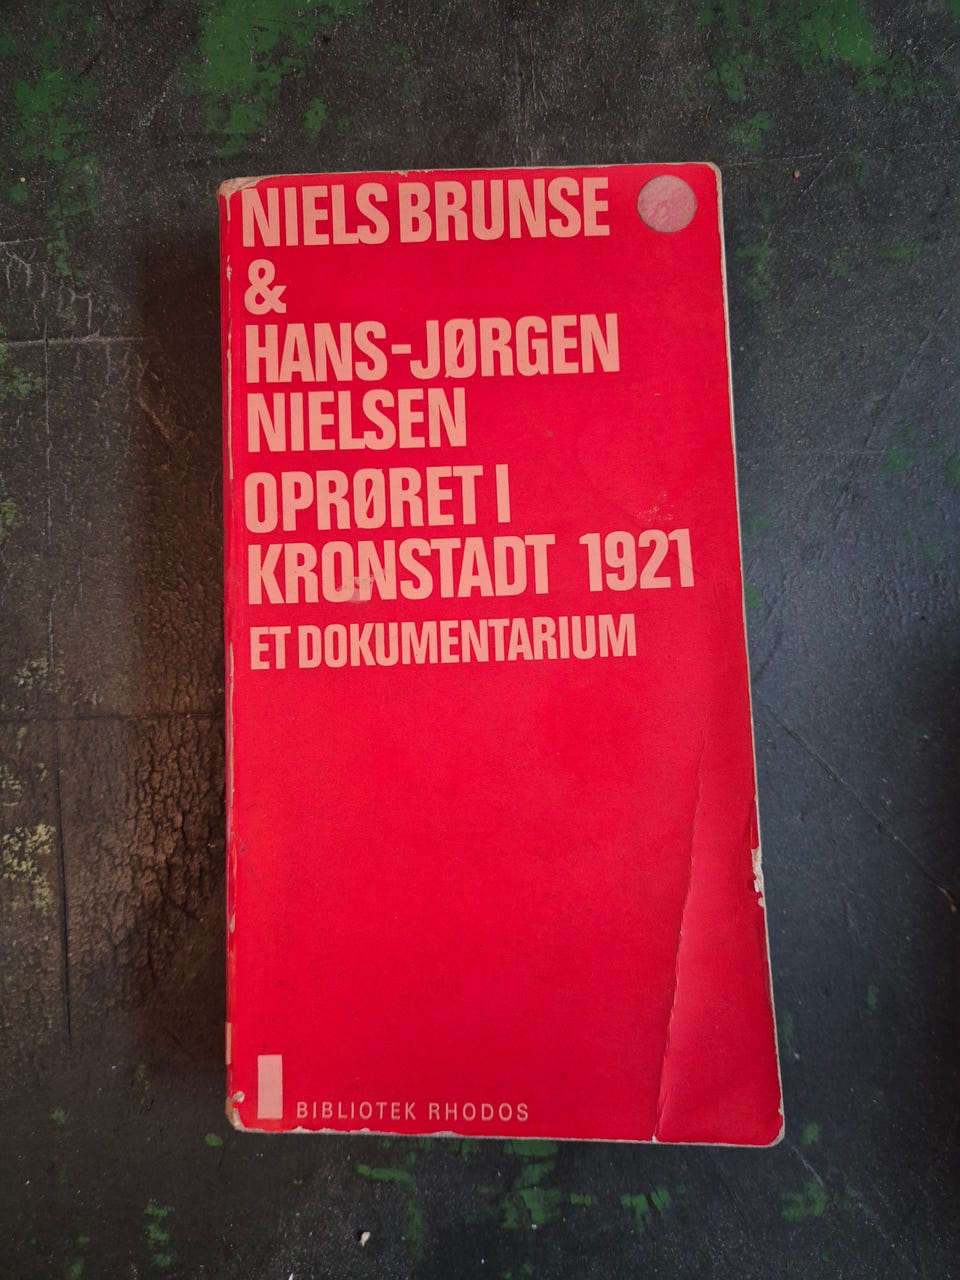 NIELS BRUNSE
&
HANS-JØRGEN
NIELSEN
OPRØRET I
KRONSTADT 1921
ET DOKUMENTARIUM
BIBLIOTEK RHODOS